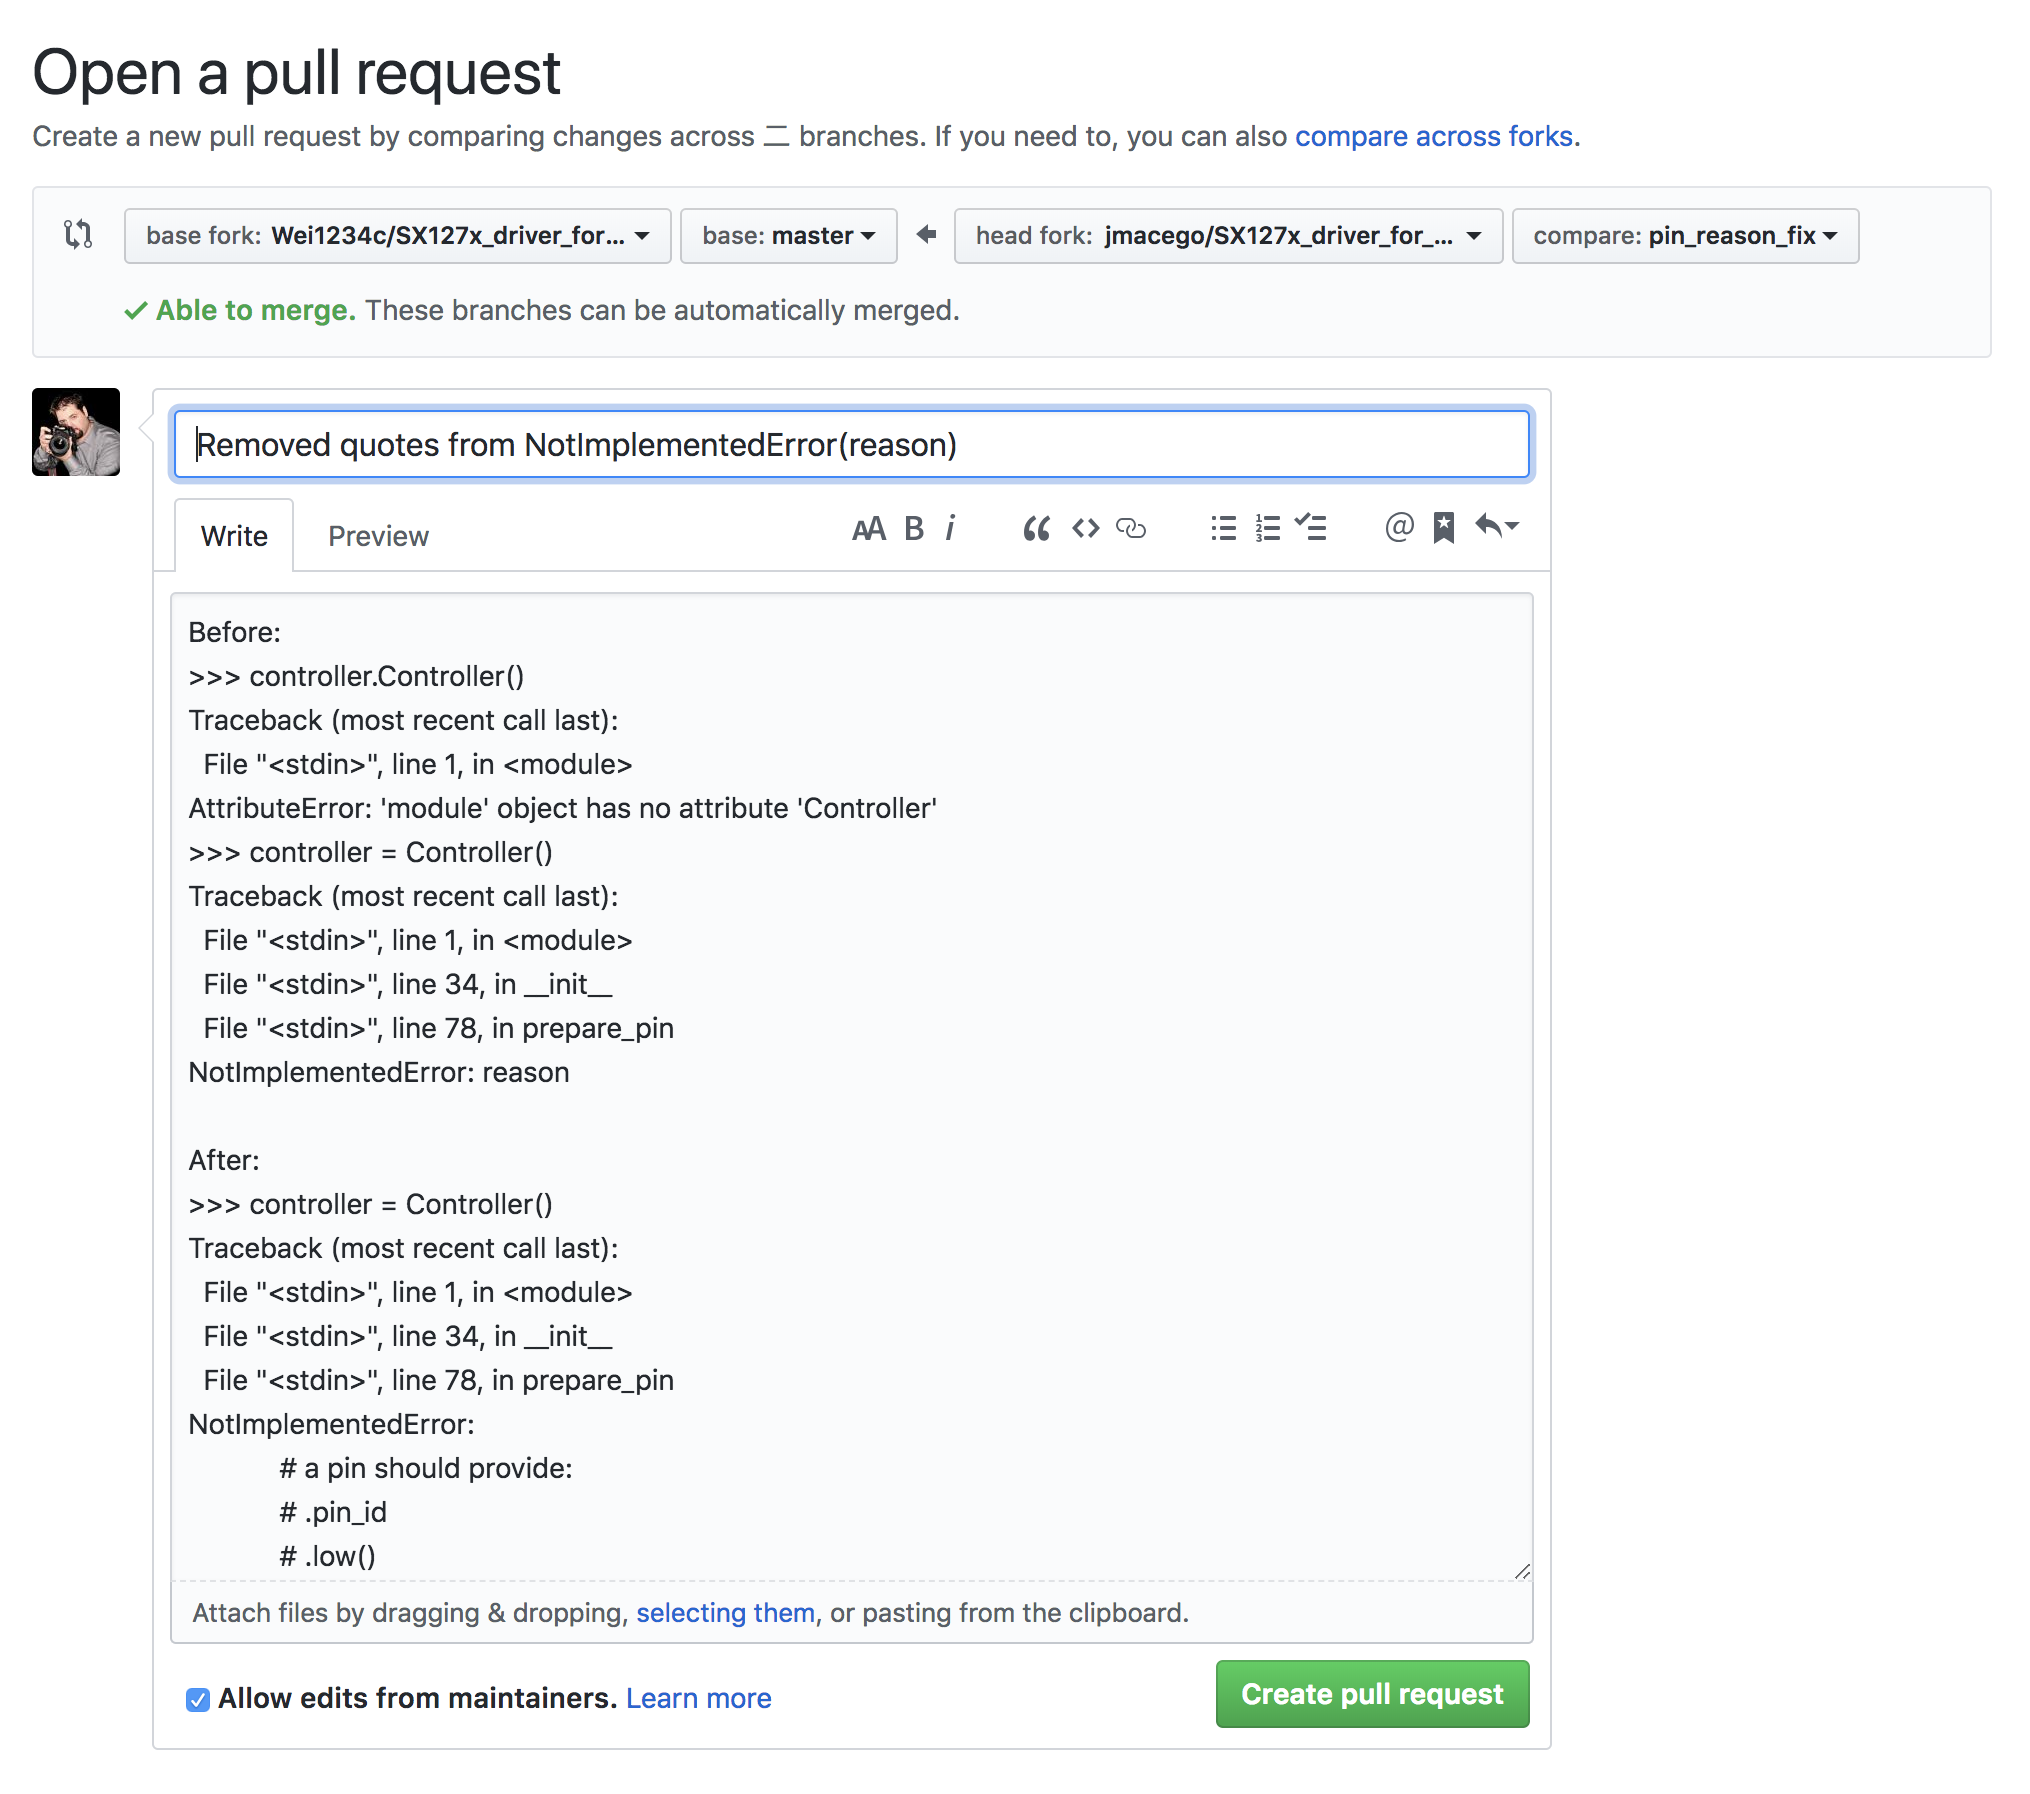 Open a pull request
Create a new pull request by comparing changes across 二 branches. If you need to, you can also compare across forks.
base fork: Wei1234c/SX127x_driver_for... base: master head fork: jmacego/SX127x_driver_for_... compare: pin_reason_fix
Able to merge. These branches can be automatically merged.
Removed quotes from NotImplementedError(reason)
Write Preview AA B i @
Before:
>>> controller.Controller()
Traceback (most recent call last):
  File "<stdin>", line 1, in <module>
AttributeError: 'module' object has no attribute 'Controller'
>>> controller = Controller()
Traceback (most recent call last):
  File "<stdin>", line 1, in <module>
  File "<stdin>", line 34, in __init__
  File "<stdin>", line 78, in prepare_pin
NotImplementedError: reason

After:
>>> controller = Controller()
Traceback (most recent call last):
  File "<stdin>", line 1, in <module>
  File "<stdin>", line 34, in __init__
  File "<stdin>", line 78, in prepare_pin
NotImplementedError:
            # a pin should provide:
            # .pin_id
            # .low()
Attach files by dragging & dropping, selecting them, or pasting from the clipboard.
Allow edits from maintainers. Learn more
Create pull request